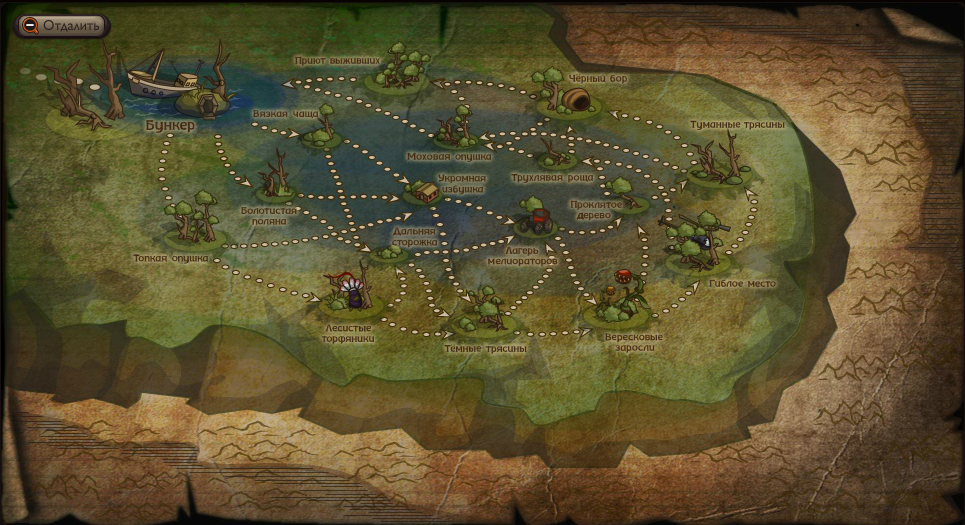 Отдалить
Приют выживших
Чёрный бор
Вязкая чаща
Бункер
Туманные трясины
Моховая опушка
Укромная
избушка
Трухлявая роща
Болотистая
поляна
Проклятое
дерево
Дальняя
сторожка
Топкая опушка
Лагерь
мелиораторов
Гиблое место
Лесистые
торфяники
Тёмные трясины
Вересковые
заросли